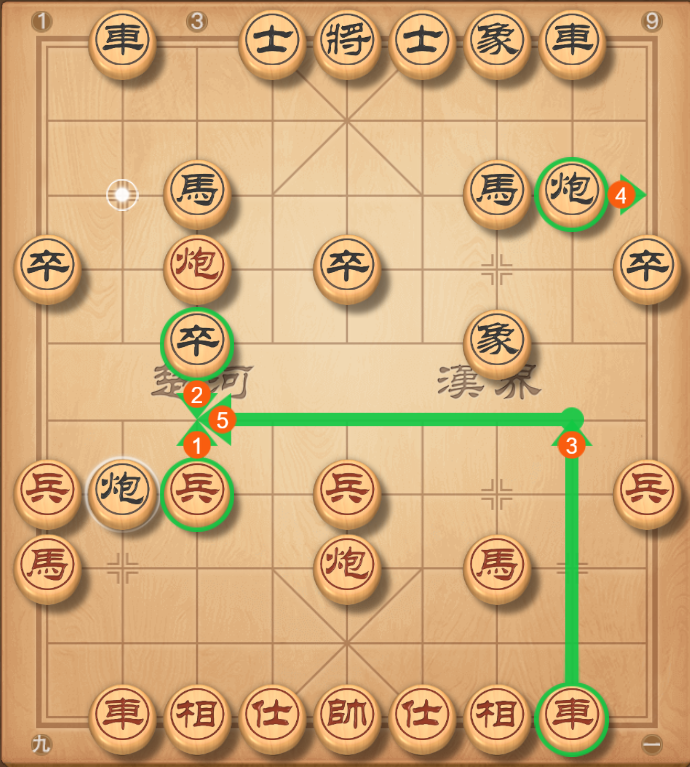 1 3 9
車 士 將 士 象 車
馬 馬 炮 4
卒 炮 卒 卒
卒 象
楚河 漢界
2
5
1 3
兵 炮 兵 兵 兵
馬 炮 馬
車 相 仕 帥 仕 相 車
九 一